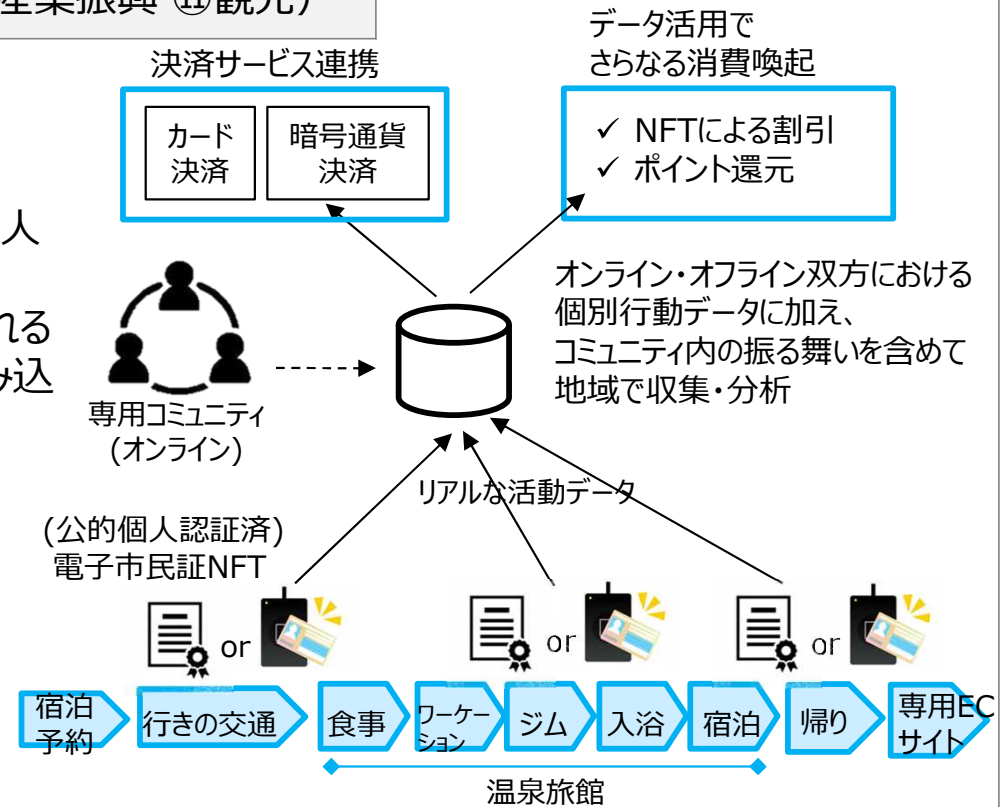 産業振興 ⑪観光)
データ活用で
さらなる消費喚起
決済サービス連携
カード
決済
暗号通貨
決済
✓ NFTによる割引
✓ ポイント還元
人
れる
み込
オンライン・オフライン双方における
個別行動データに加え、
コミュニティ内の振る舞いを含めて
地域で収集・分析
専用コミュニティ
(オンライン)
リアルな活動データ
(公的個人認証済)
電子市民証NFT
or
or
or
宿泊
予約
行きの交通
食事
ワーケー
ション
ジム
入浴
宿泊
帰り
専用EC
サイト
温泉旅館